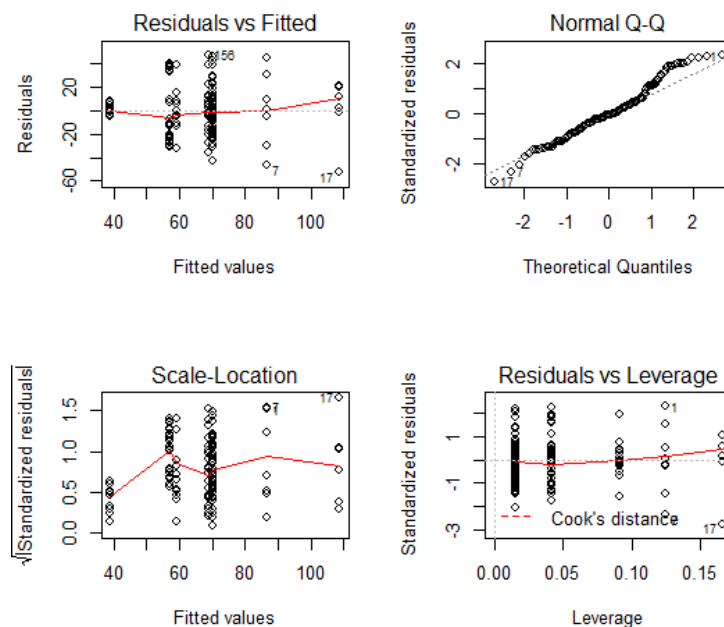 Residuals vs Fitted
Residuals
20
-20
-60
156
7
17
40 60 80 100
Fitted values
Normal Q-Q
Standardized residuals
2
0
-2
1
7
17
-2 -1 0 1 2
Theoretical Quantiles
Scale-Location
√|Standardized residuals|
1.5
1.0
0.5
0.0
7
1
17
40 60 80 100
Fitted values
Residuals vs Leverage
Standardized residuals
1
-1
-3
1
17
Cook's distance
0.00 0.05 0.10 0.15
Leverage